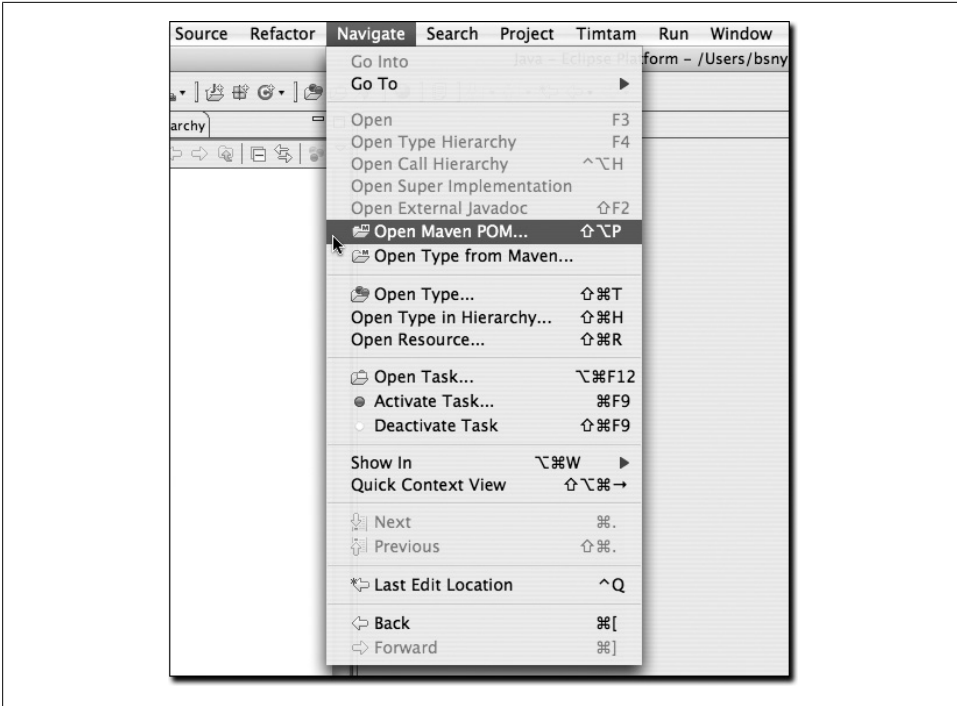 Source Refactor Navigate Search Project Timtam Run Window
Java - Eclipse Platform - /Users/bsny
archy
Go Into
Go To ▶
Open F3
Open Type Hierarchy F4
Open Call Hierarchy ^⌥H
Open Super Implementation
Open External Javadoc ⇧F2
Open Maven POM... ⇧⌥P
Open Type from Maven...
Open Type... ⇧⌘T
Open Type in Hierarchy... ⇧⌘H
Open Resource... ⇧⌘R
Open Task... ⌥⌘F12
Activate Task... ⌘F9
Deactivate Task ⇧⌘F9
Show In ⌥⌘W ▶
Quick Context View ⇧⌥⌘→
Next ⌘.
Previous ⇧⌘.
Last Edit Location ^Q
Back ⌘[
Forward ⌘]